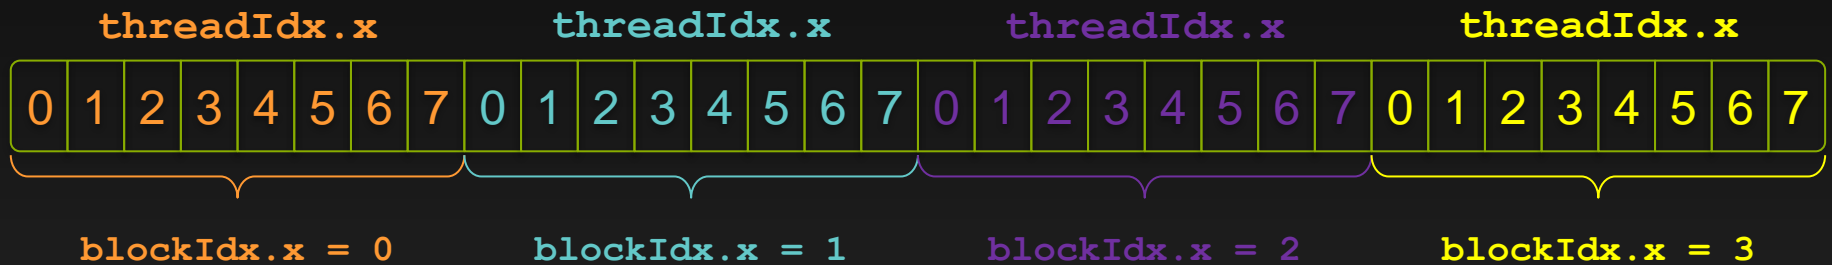 threadIdx.x threadIdx.x threadIdx.x threadIdx.x
0 1 2 3 4 5 6 7 0 1 2 3 4 5 6 7 0 1 2 3 4 5 6 7 0 1 2 3 4 5 6 7
blockIdx.x = 0 blockIdx.x = 1 blockIdx.x = 2 blockIdx.x = 3